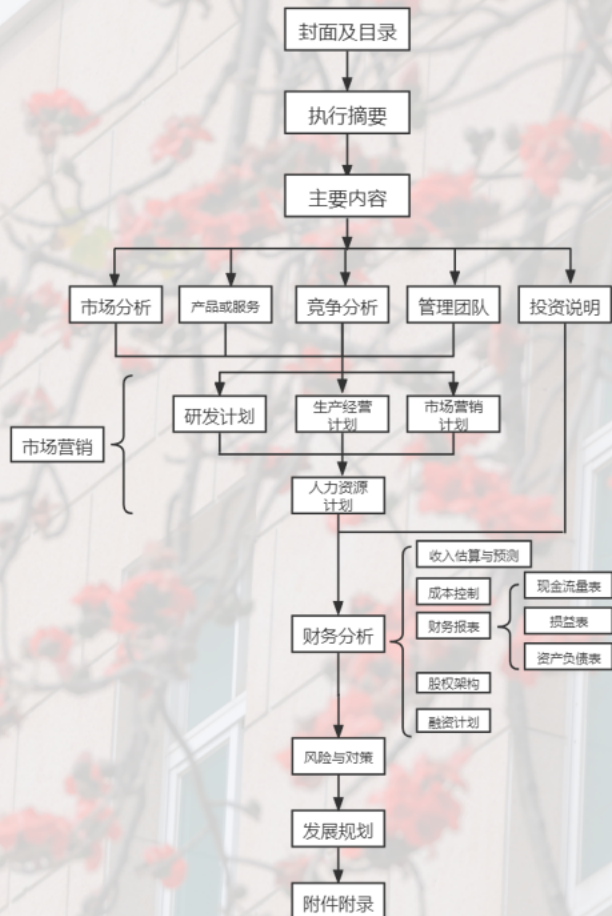 封面及目录
执行摘要
主要内容
市场分析
产品或服务
竞争分析
管理团队
投资说明
研发计划
生产经营
计划
市场营销
计划
市场营销
人力资源
计划
收入估算与预测
成本控制
财务报表
现金流量表
损益表
资产负债表
财务分析
股权架构
融资计划
风险与对策
发展规划
附件附录